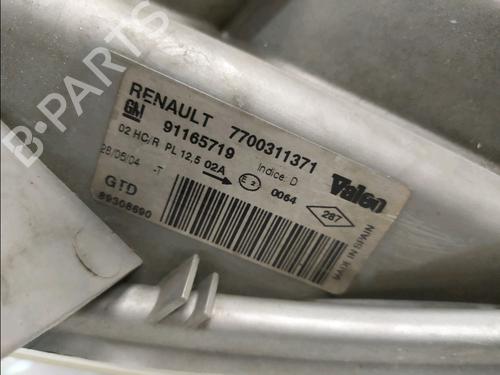 RENAULT 7700311371
GM 91165719 Indice: D Valeo
02 HC/R PL 12,5 02A → E2 0064 287
28/05/04 -T
GTD
89308690
MADE IN SPAIN
B-PARTS